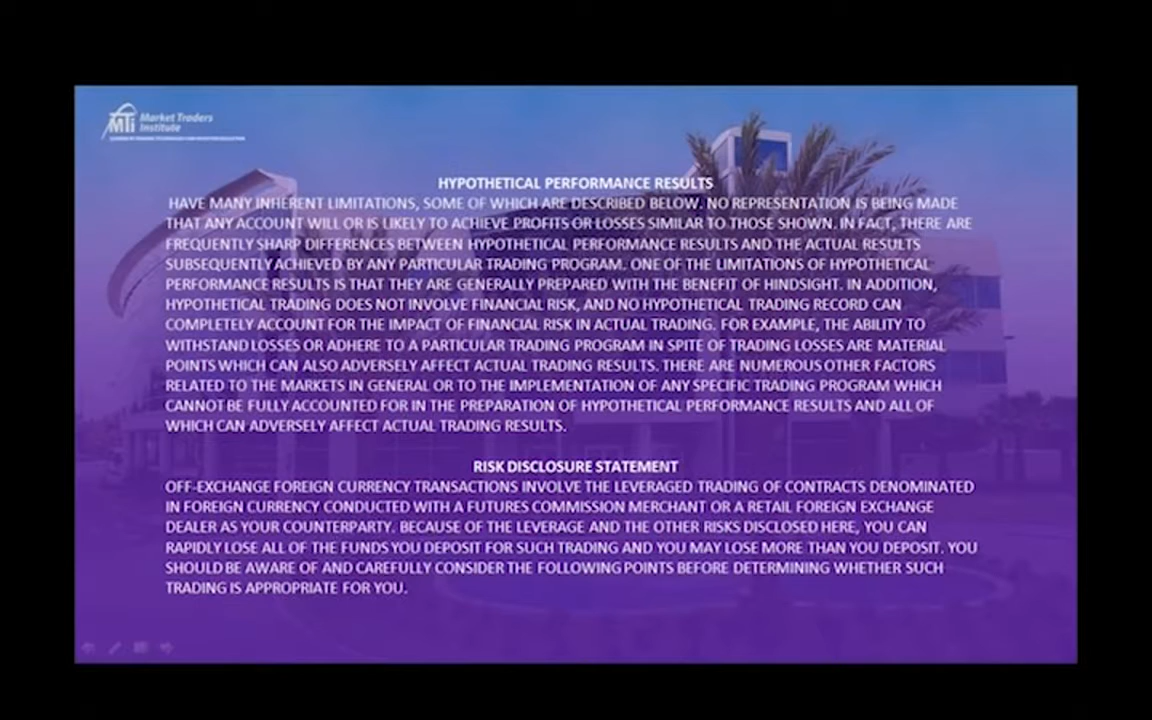 MTI Market Traders
Institute
HYPOTHETICAL PERFORMANCE RESULTS
HAVE MANY INHERENT LIMITATIONS, SOME OF WHICH ARE DESCRIBED BELOW. NO REPRESENTATION IS BEING MADE
THAT ANY ACCOUNT WILL OR IS LIKELY TO ACHIEVE PROFITS OR LOSSES SIMILAR TO THOSE SHOWN. IN FACT, THERE ARE
FREQUENTLY SHARP DIFFERENCES BETWEEN HYPOTHETICAL PERFORMANCE RESULTS AND THE ACTUAL RESULTS
SUBSEQUENTLY ACHIEVED BY ANY PARTICULAR TRADING PROGRAM. ONE OF THE LIMITATIONS OF HYPOTHETICAL
PERFORMANCE RESULTS IS THAT THEY ARE GENERALLY PREPARED WITH THE BENEFIT OF HINDSIGHT. IN ADDITION,
HYPOTHETICAL TRADING DOES NOT INVOLVE FINANCIAL RISK, AND NO HYPOTHETICAL TRADING RECORD CAN
COMPLETELY ACCOUNT FOR THE IMPACT OF FINANCIAL RISK IN ACTUAL TRADING. FOR EXAMPLE, THE ABILITY TO
WITHSTAND LOSSES OR ADHERE TO A PARTICULAR TRADING PROGRAM IN SPITE OF TRADING LOSSES ARE MATERIAL
POINTS WHICH CAN ALSO ADVERSELY AFFECT ACTUAL TRADING RESULTS. THERE ARE NUMEROUS OTHER FACTORS
RELATED TO THE MARKETS IN GENERAL OR TO THE IMPLEMENTATION OF ANY SPECIFIC TRADING PROGRAM WHICH
CANNOT BE FULLY ACCOUNTED FOR IN THE PREPARATION OF HYPOTHETICAL PERFORMANCE RESULTS AND ALL OF
WHICH CAN ADVERSELY AFFECT ACTUAL TRADING RESULTS.
RISK DISCLOSURE STATEMENT
OFF-EXCHANGE FOREIGN CURRENCY TRANSACTIONS INVOLVE THE LEVERAGED TRADING OF CONTRACTS DENOMINATED
IN FOREIGN CURRENCY CONDUCTED WITH A FUTURES COMMISSION MERCHANT OR A RETAIL FOREIGN EXCHANGE
DEALER AS YOUR COUNTERPARTY. BECAUSE OF THE LEVERAGE AND THE OTHER RISKS DISCLOSED HERE, YOU CAN
RAPIDLY LOSE ALL OF THE FUNDS YOU DEPOSIT FOR SUCH TRADING AND YOU MAY LOSE MORE THAN YOU DEPOSIT. YOU
SHOULD BE AWARE OF AND CAREFULLY CONSIDER THE FOLLOWING POINTS BEFORE DETERMINING WHETHER SUCH
TRADING IS APPROPRIATE FOR YOU.